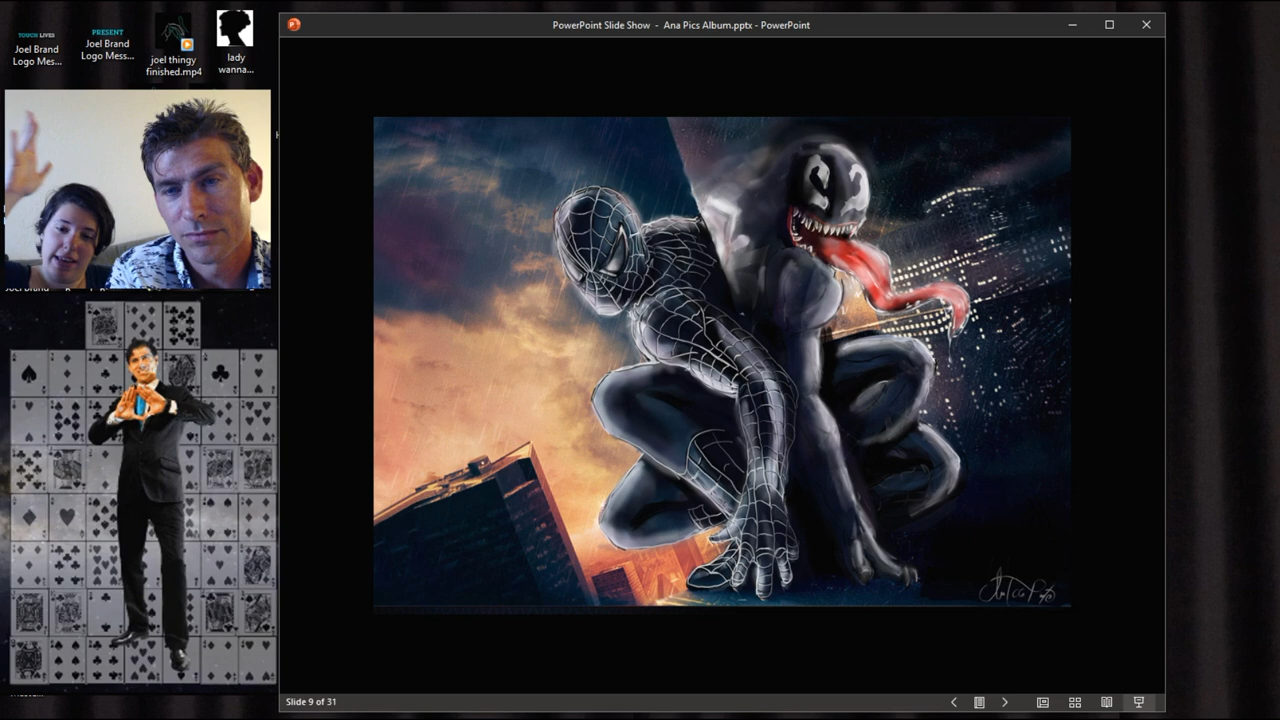 TOUCH LIVES
Joel Brand
Logo Mes...
PRESENT
Joel Brand
Logo Mess...
joel thingy
finished.mp4
lady
wanna...
PowerPoint Slide Show - Ana Pics Album.pptx - PowerPoint
Slide 9 of 31